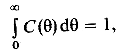 ∫₀^∞ C(θ) dθ = 1,